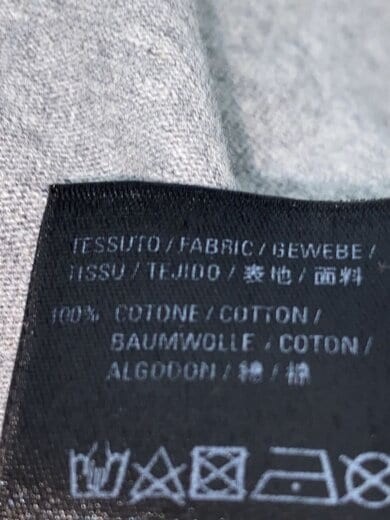 TESSUTO / FABRIC / GEWEBE /
TISSU / TEJIDO / 表地 / 面料
100% COTONE / COTTON /
BAUMWOLLE / COTON /
ALGODON / 綿 / 棉